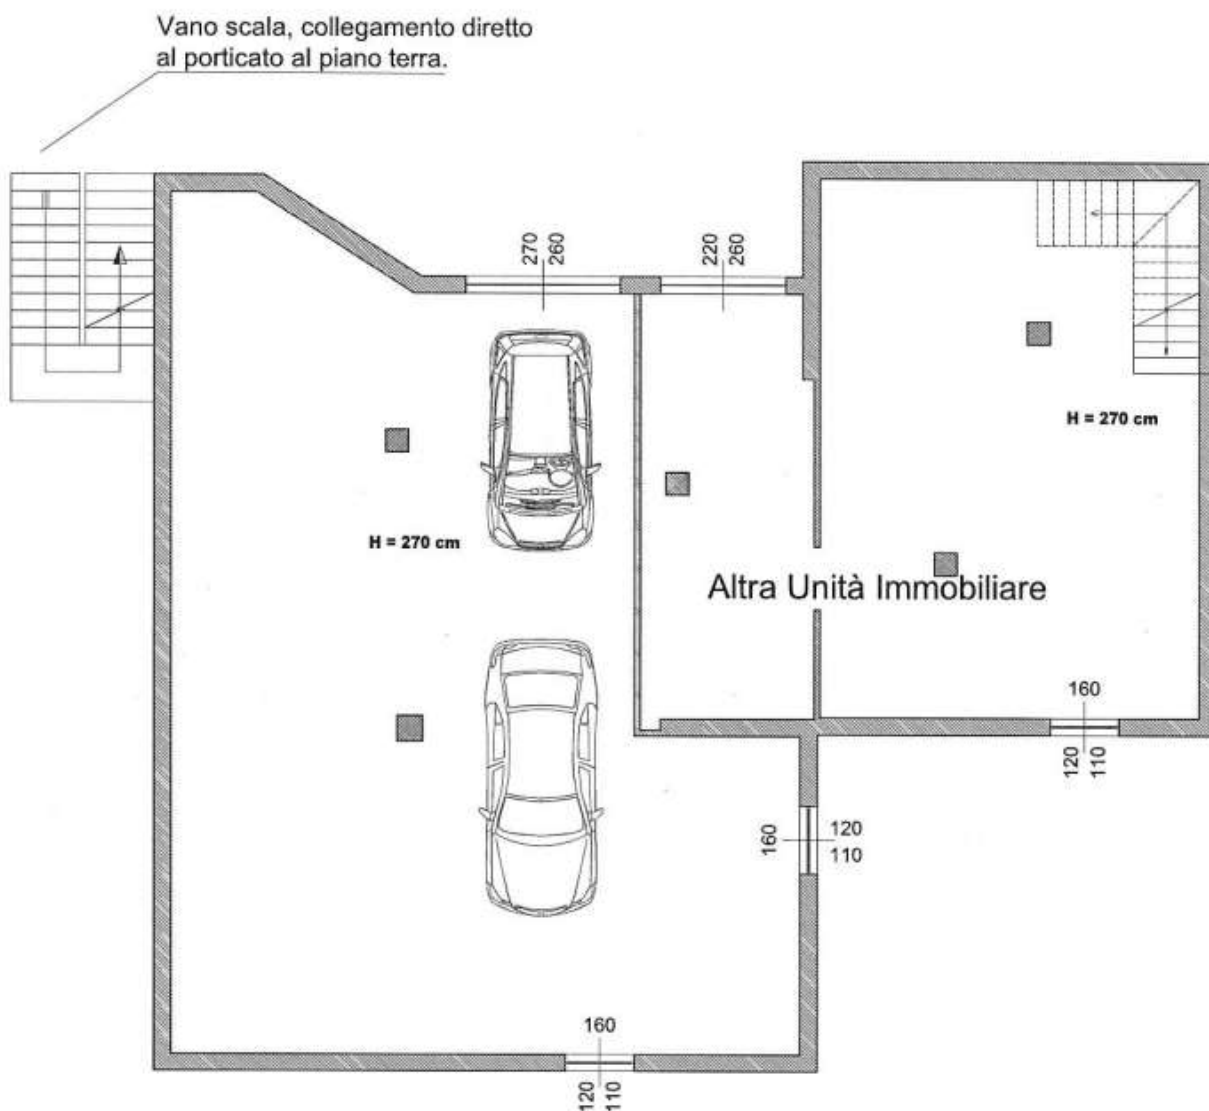 Vano scala, collegamento diretto
al porticato al piano terra.
270
260
220
260
H = 270 cm
H = 270 cm
Altra Unità Immobiliare
160
120
110
160
120
110
160
120
110